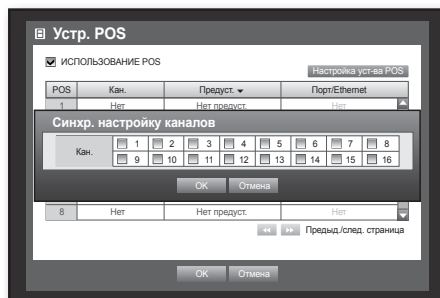 Устр. POS
ИСПОЛЬЗОВАНИЕ POS
Настройка уст-ва POS
POS Кан. Предуст. Порт/Ethernet
1 Нет Нет предуст. Нет
Синхр. настройку каналов
Кан. 1 2 3 4 5 6 7 8
9 10 11 12 13 14 15 16
OK Отмена
8 Нет Нет предуст. Нет
Предыд./след. страница
OK Отмена